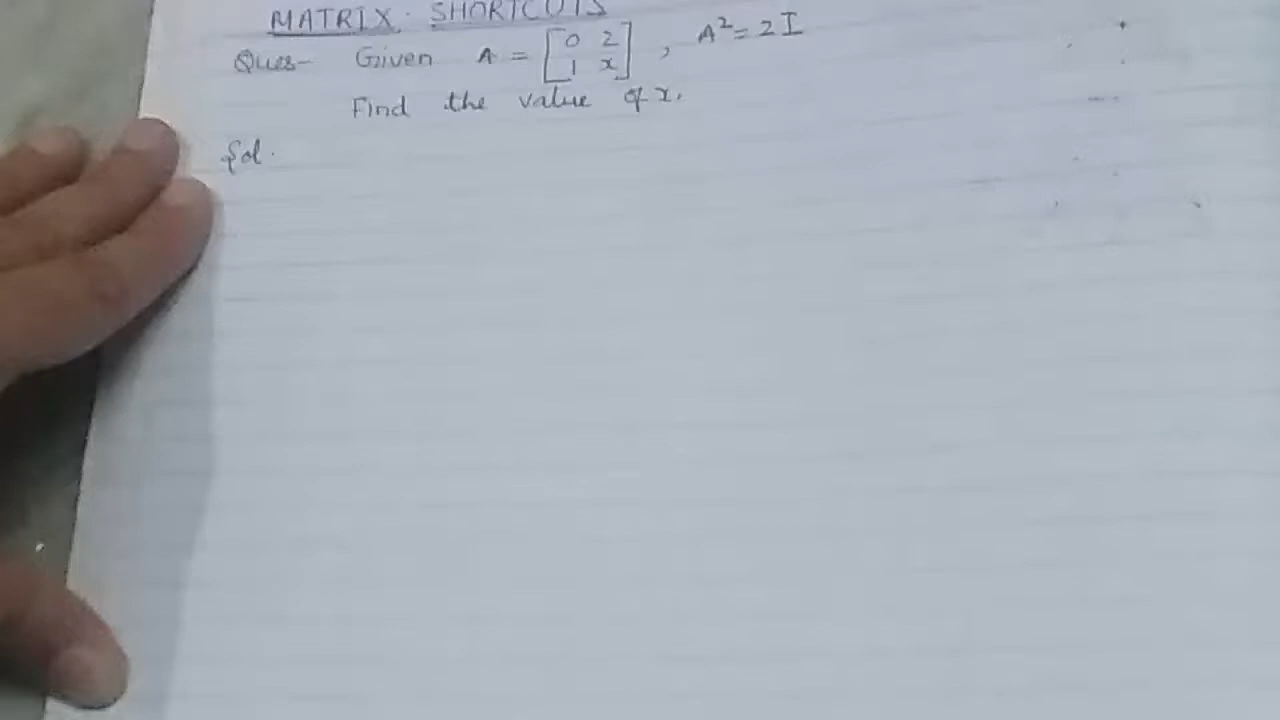 MATRIX. SHORTCUTS
Ques- Given A = [0 2 1 x], A²=2I
Find the value of x.
Sol.